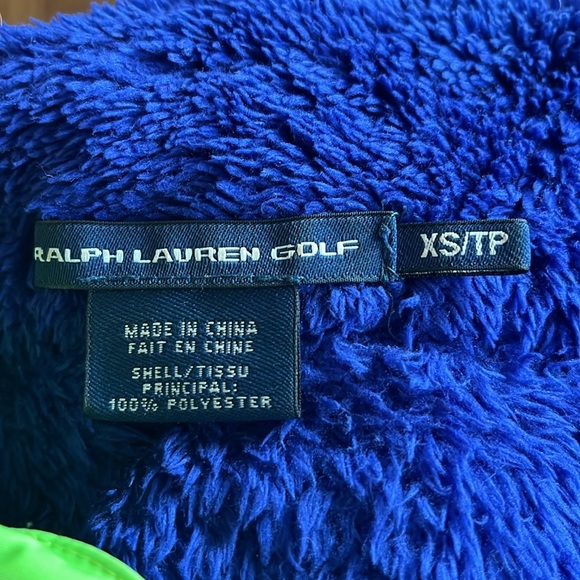 RALPH LAUREN GOLF
XS/TP
MADE IN CHINA
FAIT EN CHINE
SHELL/TISSU
PRINCIPAL:
100% POLYESTER